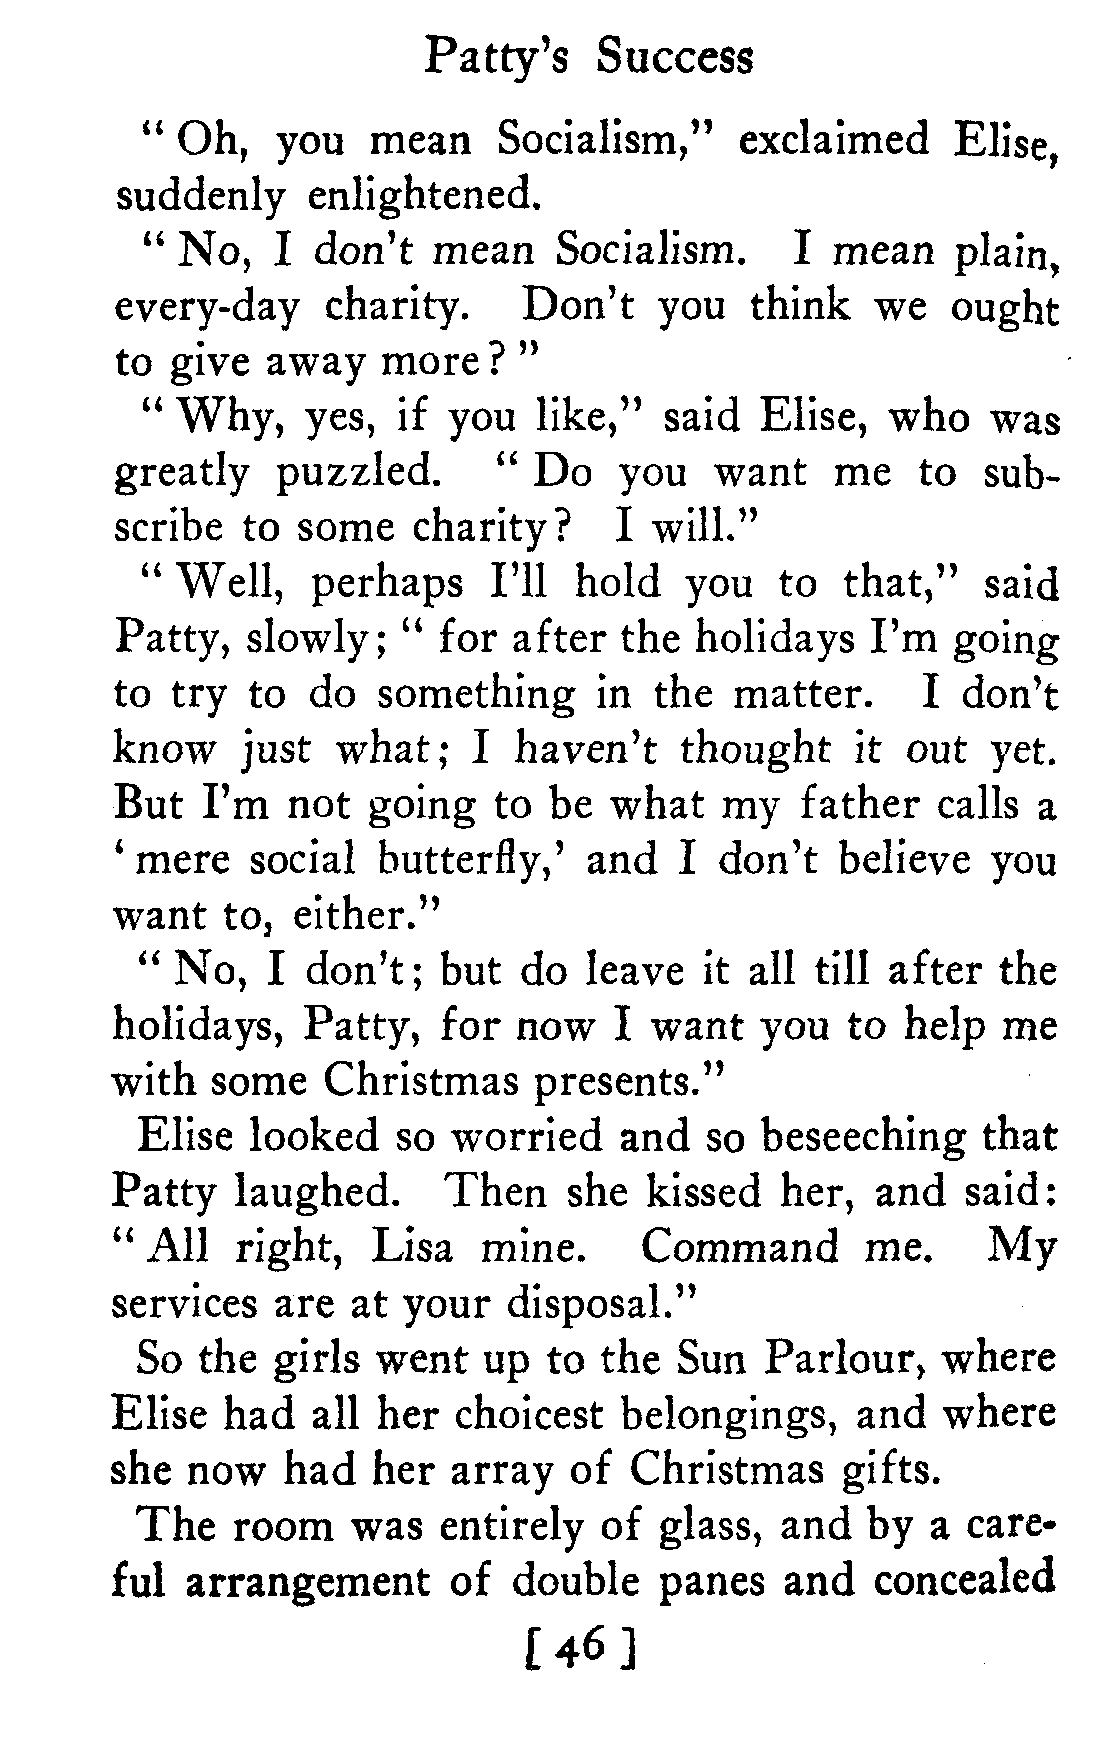 Patty's Success
" Oh, you mean Socialism," exclaimed Elise,
suddenly enlightened.
" No, I don't mean Socialism. I mean plain,
every-day charity. Don't you think we ought
to give away more? "
" Why, yes, if you like," said Elise, who was
greatly puzzled. " Do you want me to sub-
scribe to some charity? I will."
" Well, perhaps I'll hold you to that," said
Patty, slowly; " for after the holidays I'm going
to try to do something in the matter. I don't
know just what; I haven't thought it out yet.
But I'm not going to be what my father calls a
' mere social butterfly,' and I don't believe you
want to, either."
" No, I don't; but do leave it all till after the
holidays, Patty, for now I want you to help me
with some Christmas presents."
Elise looked so worried and so beseeching that
Patty laughed. Then she kissed her, and said:
" All right, Lisa mine. Command me. My
services are at your disposal."
So the girls went up to the Sun Parlour, where
Elise had all her choicest belongings, and where
she now had her array of Christmas gifts.
The room was entirely of glass, and by a care-
ful arrangement of double panes and concealed
[ 46 ]